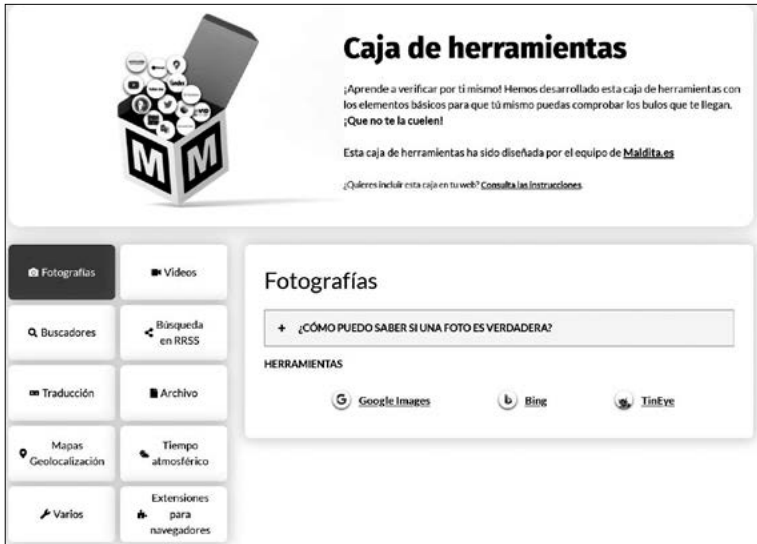 Caja de herramientas
¡Aprende a verificar por ti mismo! Hemos desarrollado esta caja de herramientas con
los elementos básicos para que tú mismo puedas comprobar los bulos que te llegan.
¡Que no te la cuelen!
Esta caja de herramientas ha sido diseñada por el equipo de Maldita.es
¿Quieres incluir esta caja en tu web? Consulta las instrucciones.
M M
Fotografías
Videos
Buscadores
Búsqueda
en RRSS
Traducción
Archivo
Mapas
Geolocalización
Tiempo
atmosférico
Varios
Extensiones
para
navegadores
Fotografías
+ ¿CÓMO PUEDO SABER SI UNA FOTO ES VERDADERA?
HERRAMIENTAS
G Google Images
b Bing
TinEye